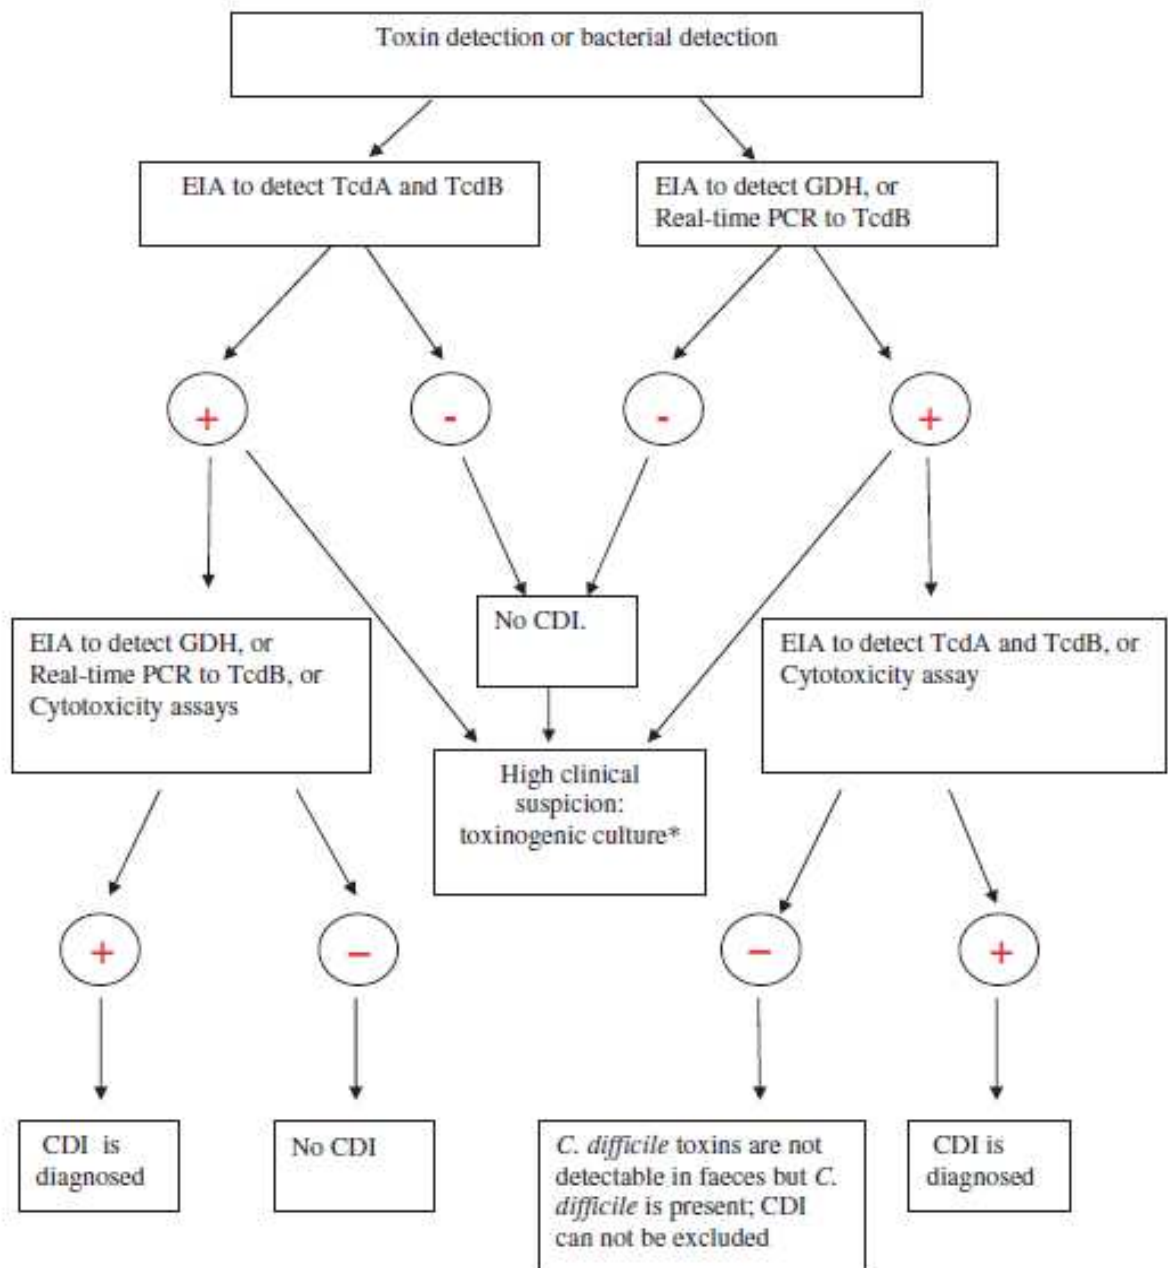 Toxin detection or bacterial detection
EIA to detect TcdA and TcdB
EIA to detect GDH, or
Real-time PCR to TcdB
+
-
-
+
No CDI.
EIA to detect GDH, or
Real-time PCR to TcdB, or
Cytotoxicity assays
EIA to detect TcdA and TcdB, or
Cytotoxicity assay
High clinical
suspicion:
toxinogenic culture*
+
–
–
+
CDI is
diagnosed
No CDI
C. difficile toxins are not
detectable in faeces but C.
difficile is present; CDI
can not be excluded
CDI is
diagnosed